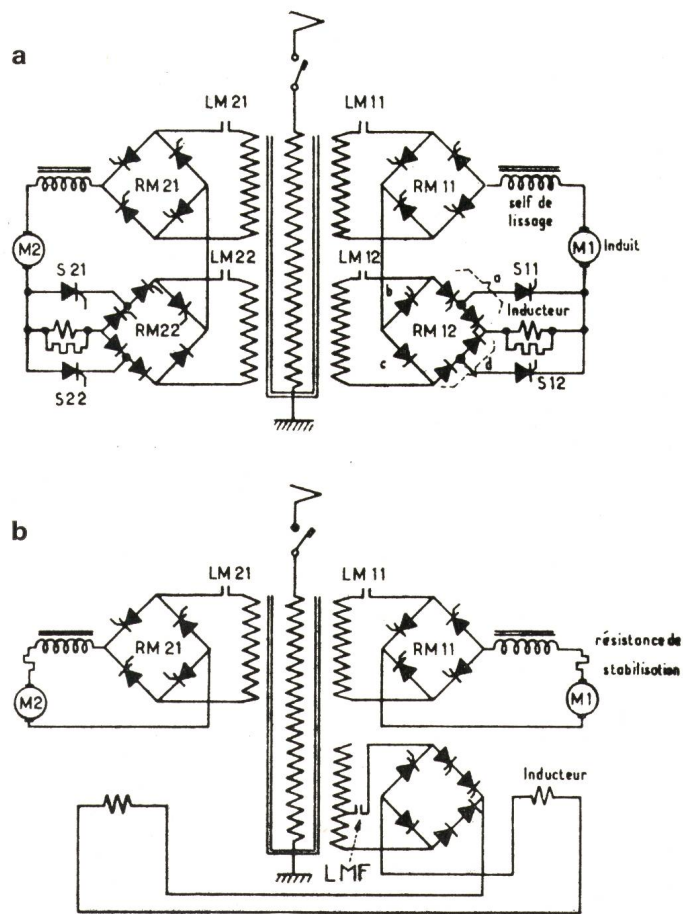 a
LM 21
LM 11
RM 21
RM 11
self de
lissage
M2
M1
Induit
LM 22
LM 12
S 21
S11
a
b
Inducteur
RM22
RM 12
c
d
S22
S12
b
LM 21
LM 11
RM 21
RM 11
résistance de
stabilisation
M2
M1
Inducteur
LMF